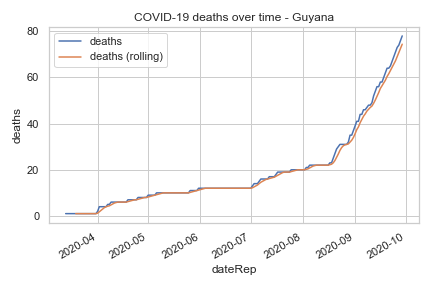 COVID-19 deaths over time - Guyana
80
deaths
deaths (rolling)
60
40
20
0
deaths
2020-04
2020-05
2020-06
2020-07
2020-08
2020-09
2020-10
dateRep